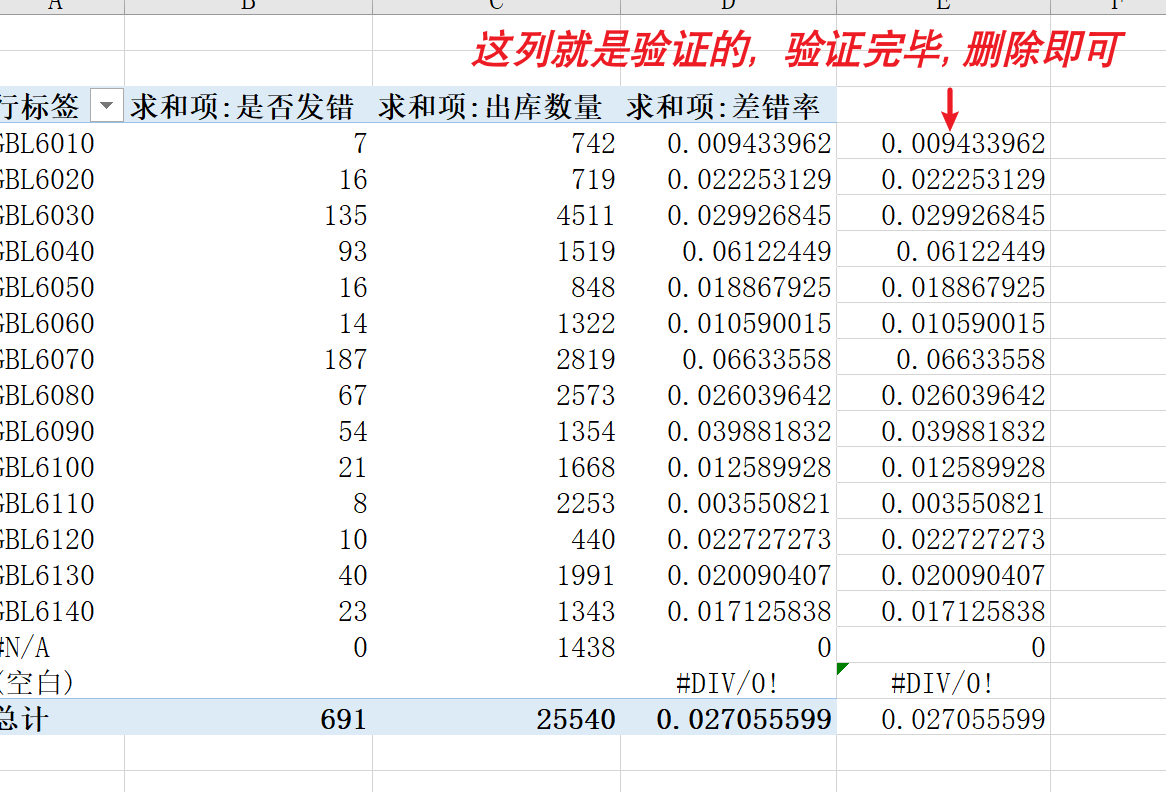 A B C D E F
这列就是验证的, 验证完毕, 删除即可
行标签 求和项:是否发错 求和项:出库数量 求和项:差错率
GBL6010 7 742 0.009433962 0.009433962
GBL6020 16 719 0.022253129 0.022253129
GBL6030 135 4511 0.029926845 0.029926845
GBL6040 93 1519 0.06122449 0.06122449
GBL6050 16 848 0.018867925 0.018867925
GBL6060 14 1322 0.010590015 0.010590015
GBL6070 187 2819 0.06633558 0.06633558
GBL6080 67 2573 0.026039642 0.026039642
GBL6090 54 1354 0.039881832 0.039881832
GBL6100 21 1668 0.012589928 0.012589928
GBL6110 8 2253 0.003550821 0.003550821
GBL6120 10 440 0.022727273 0.022727273
GBL6130 40 1991 0.020090407 0.020090407
GBL6140 23 1343 0.017125838 0.017125838
#N/A 0 1438 0 0
(空白) #DIV/0! #DIV/0!
总计 691 25540 0.027055599 0.027055599